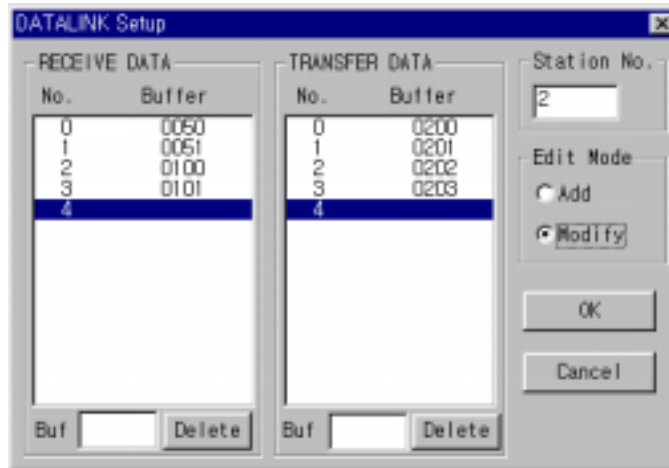 DATALINK Setup
RECEIVE DATA
No. Buffer
0 0050
1 0051
2 0100
3 0101
4
Buf Delete
TRANSFER DATA
No. Buffer
0 0200
1 0201
2 0202
3 0203
4
Buf Delete
Station No.
2
Edit Mode
Add
Modify
OK
Cancel